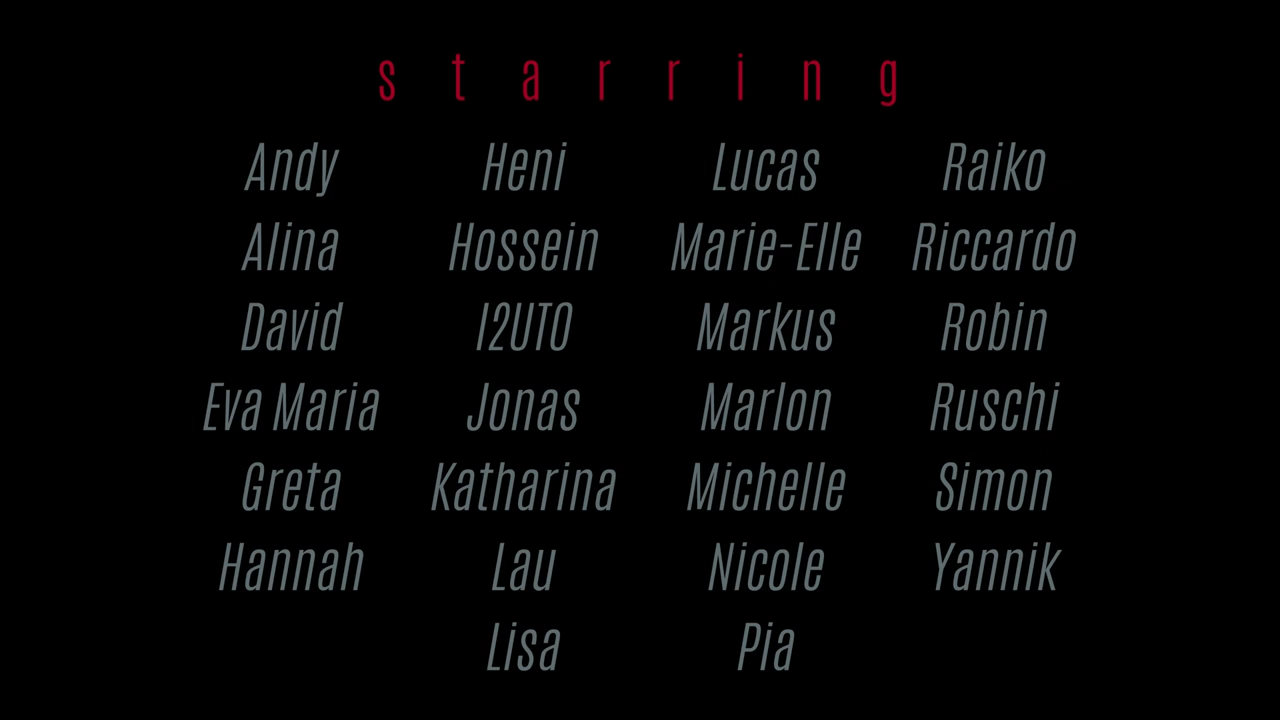 starring
Andy Heni Lucas Raiko
Alina Hossein Marie-Elle Riccardo
David I2UTO Markus Robin
Eva Maria Jonas Marlon Ruschi
Greta Katharina Michelle Simon
Hannah Lau Nicole Yannik
Lisa Pia